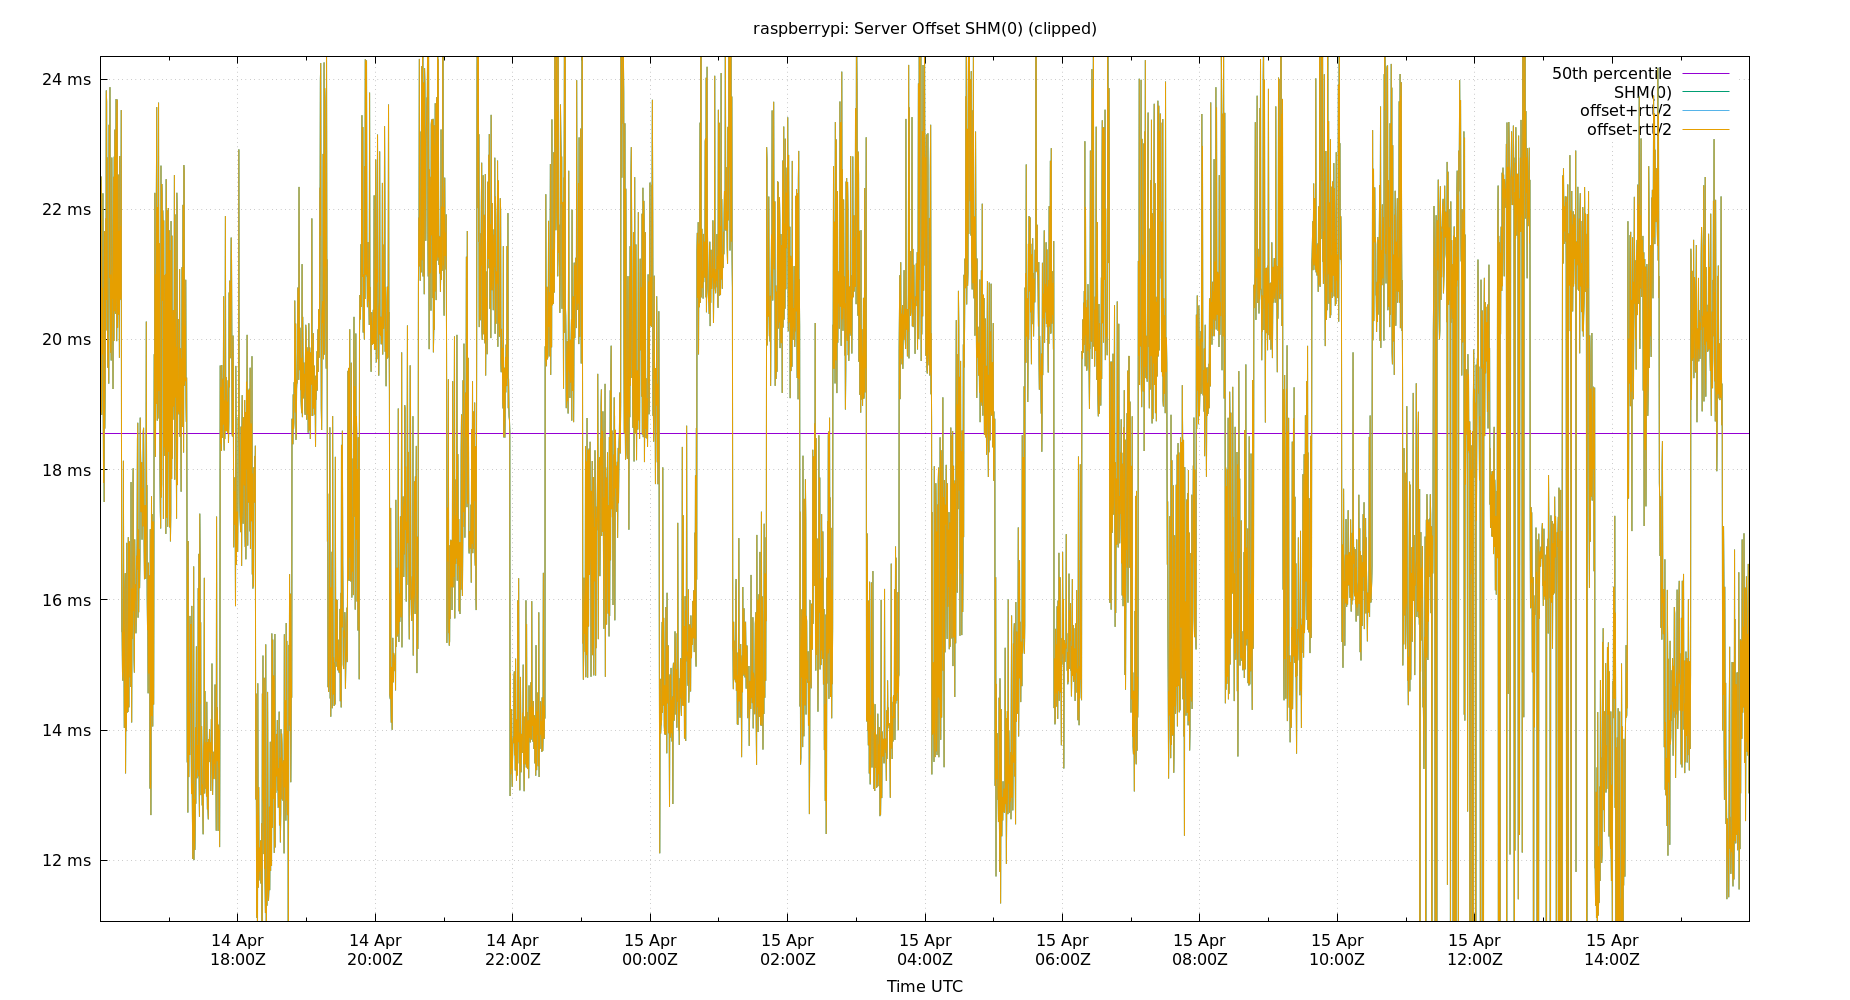 raspberrypi: Server Offset SHM(0) (clipped)
24 ms
22 ms
20 ms
18 ms
16 ms
14 ms
12 ms
50th percentile
SHM(0)
offset+rtt/2
offset-rtt/2
14 Apr
18:00Z
14 Apr
20:00Z
14 Apr
22:00Z
15 Apr
00:00Z
15 Apr
02:00Z
15 Apr
04:00Z
15 Apr
06:00Z
15 Apr
08:00Z
15 Apr
10:00Z
15 Apr
12:00Z
15 Apr
14:00Z
Time UTC